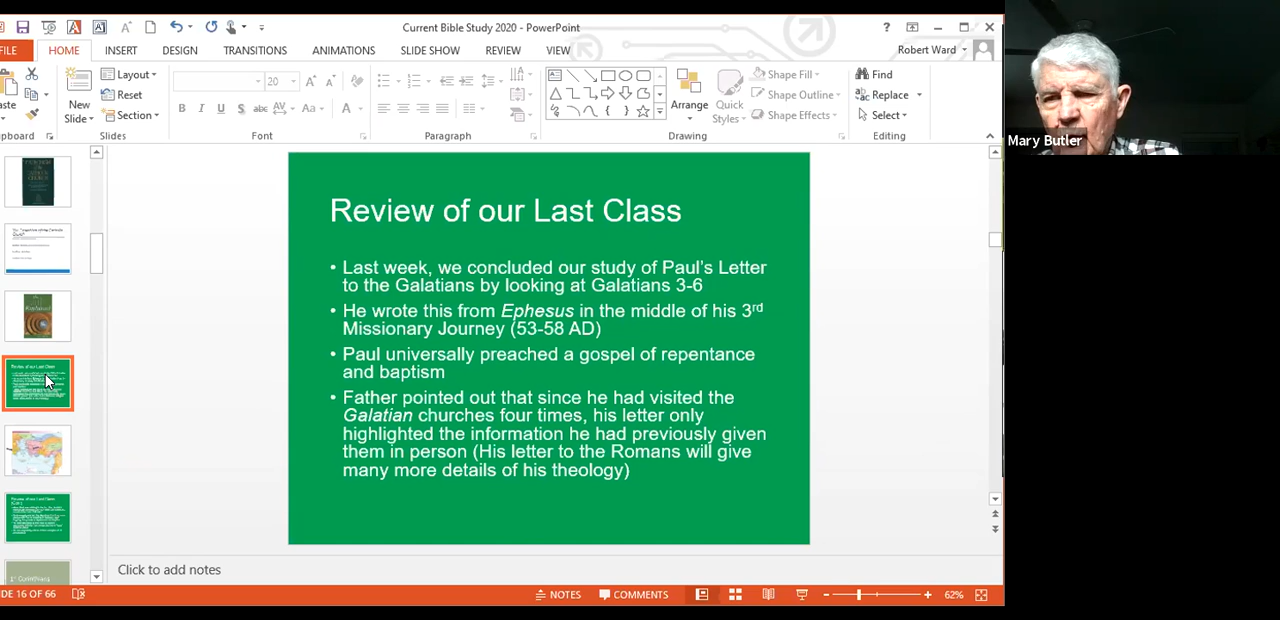 Current Bible Study 2020 - PowerPoint
FILE HOME INSERT DESIGN TRANSITIONS ANIMATIONS SLIDE SHOW REVIEW VIEW
Robert Ward
New Slide
Layout
Reset
Section
Slides
20
B I U S abc AV Aa A
Font
Paragraph
Arrange
Quick Styles
Shape Fill
Shape Outline
Shape Effects
Drawing
Find
Replace
Select
Editing
Mary Butler
Review of our Last Class
• Last week, we concluded our study of Paul's Letter
to the Galatians by looking at Galatians 3-6
• He wrote this from Ephesus in the middle of his 3rd
Missionary Journey (53-58 AD)
• Paul universally preached a gospel of repentance
and baptism
• Father pointed out that since he had visited the
Galatian churches four times, his letter only
highlighted the information he had previously given
them in person (His letter to the Romans will give
many more details of his theology)
Click to add notes
DE 16 OF 66
NOTES
COMMENTS
62%